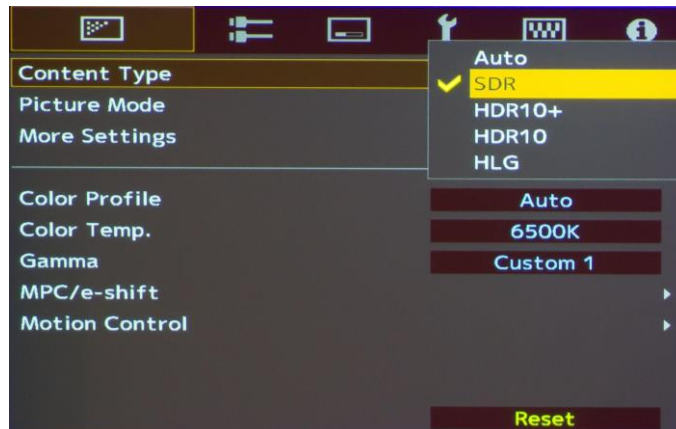 Content Type
Auto
SDR
Picture Mode
HDR10+
More Settings
HDR10
HLG
Color Profile
Auto
Color Temp.
6500K
Gamma
Custom 1
MPC/e-shift
Motion Control
Reset